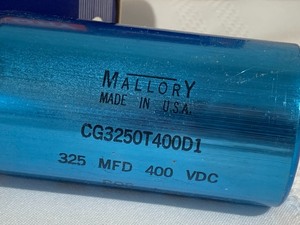 MALLORY
MADE IN U.S.A.
CG3250T400D1
325 MFD 400 VDC